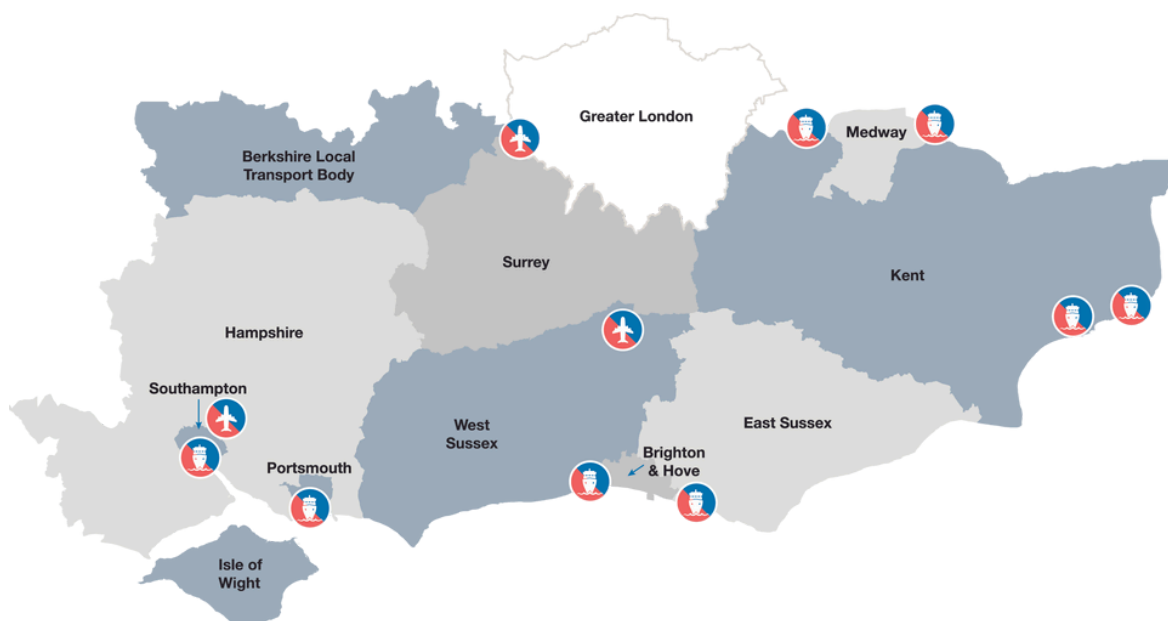 Greater London
Medway
Berkshire Local
Transport Body
Surrey
Kent
Hampshire
Southampton
West
Sussex
East Sussex
Brighton
& Hove
Portsmouth
Isle of
Wight